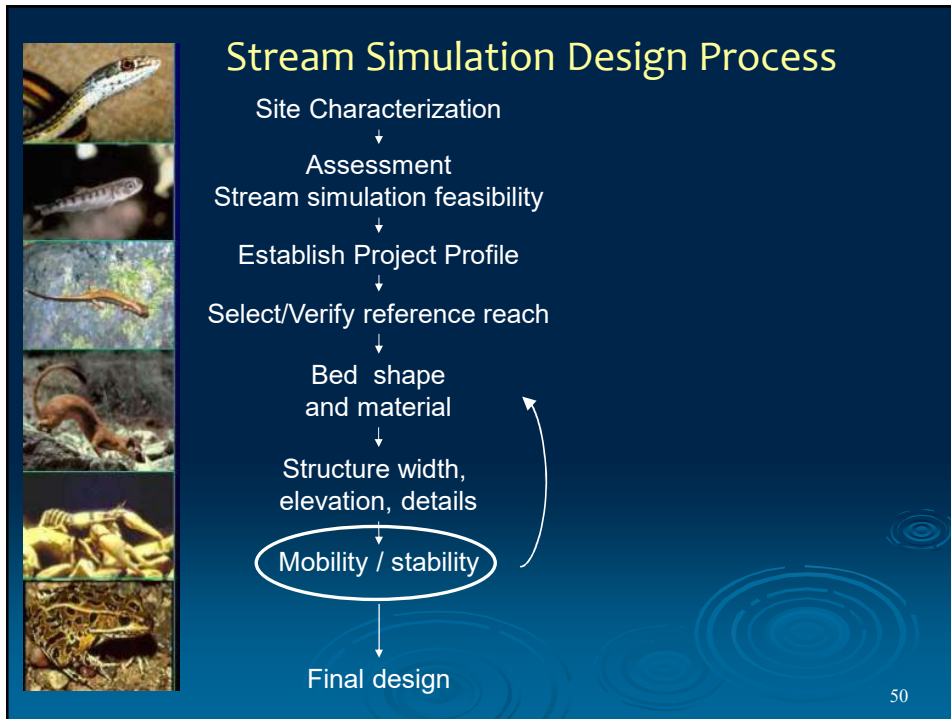 Stream Simulation Design Process
Site Characterization
Assessment
Stream simulation feasibility
Establish Project Profile
Select/Verify reference reach
Bed shape
and material
Structure width,
elevation, details
Mobility / stability
Final design
50